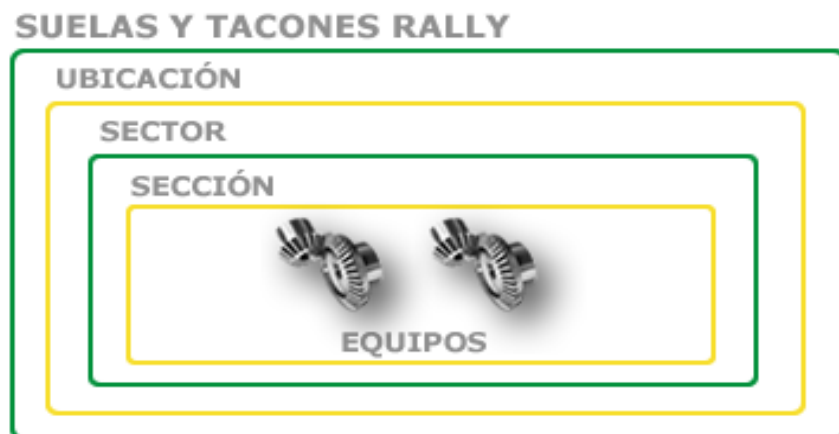 SUELAS Y TACONES RALLY
UBICACIÓN
SECTOR
SECCIÓN
EQUIPOS